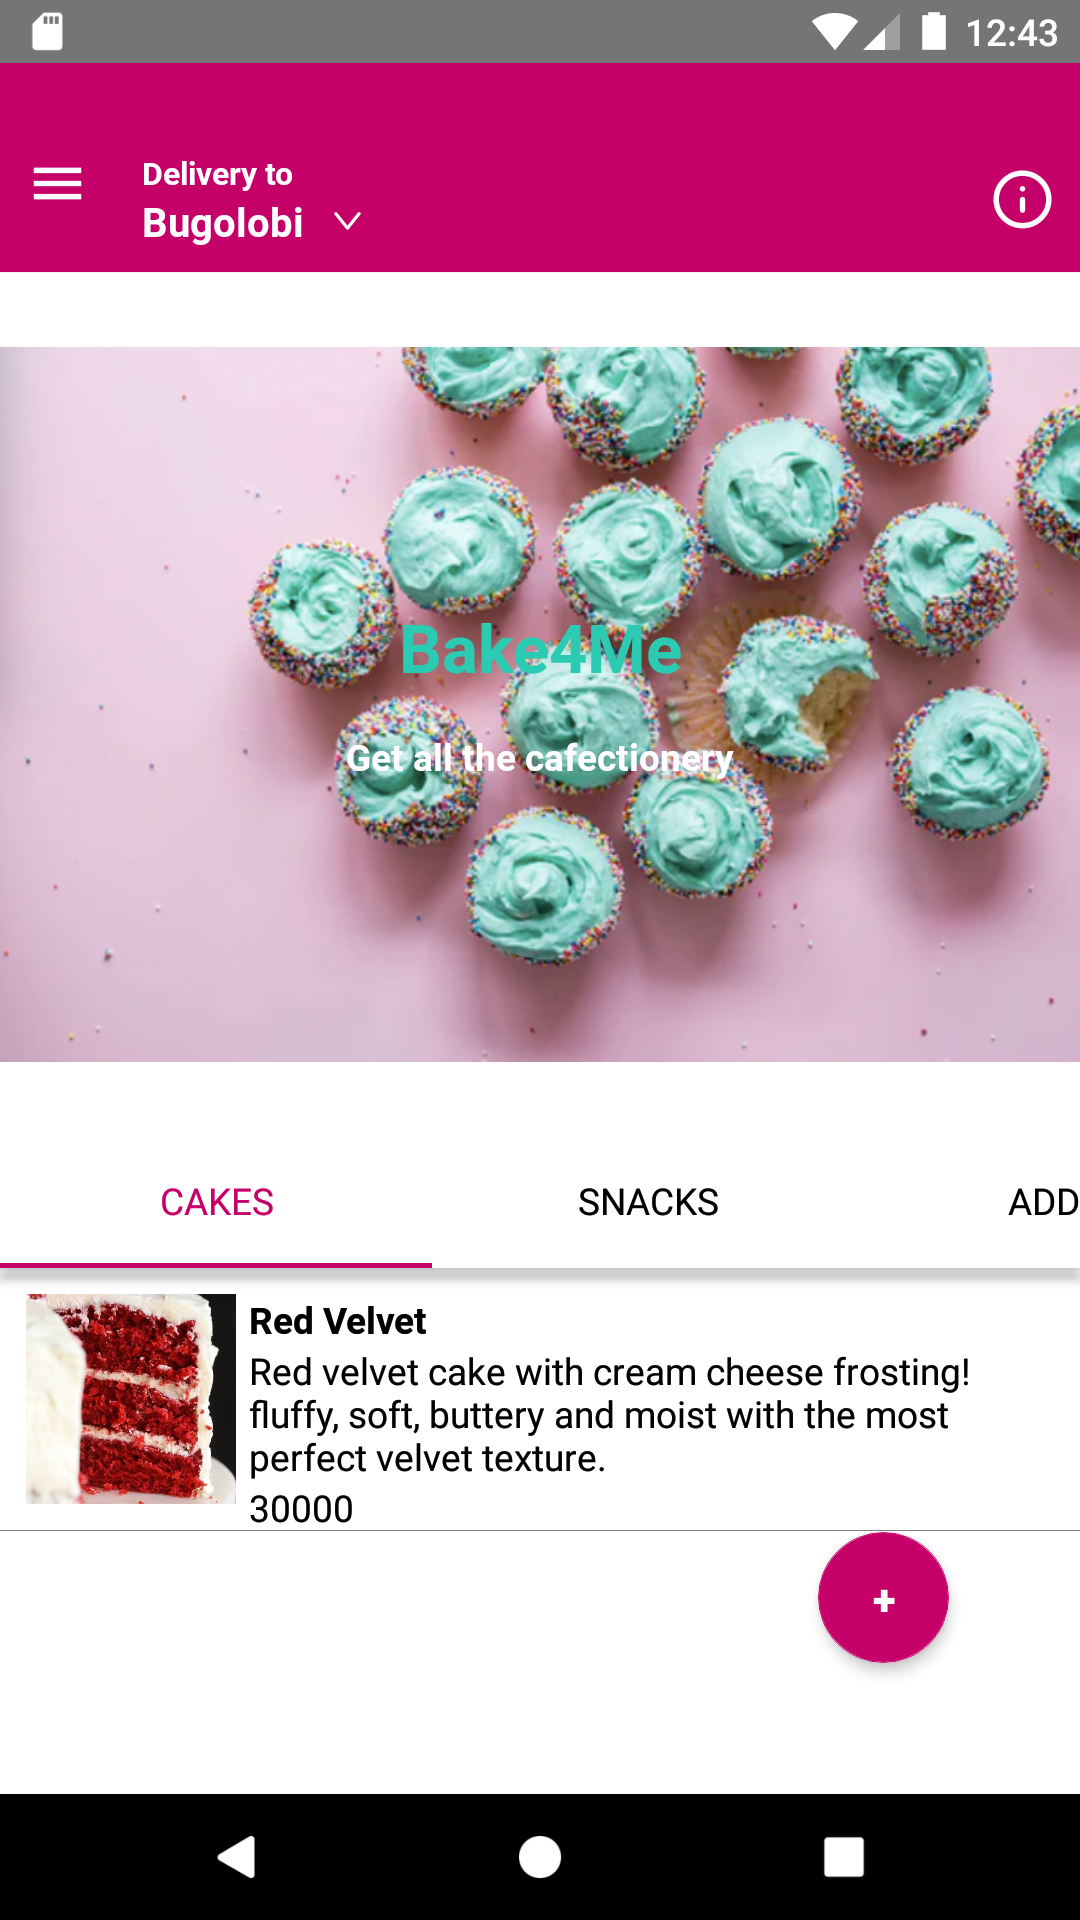 12:43
Delivery to
Bugolobi
Bake4Me
Get all the cafectionery
CAKES
SNACKS
ADD
Red Velvet
Red velvet cake with cream cheese frosting!
fluffy, soft, buttery and moist with the most
perfect velvet texture.
30000
+